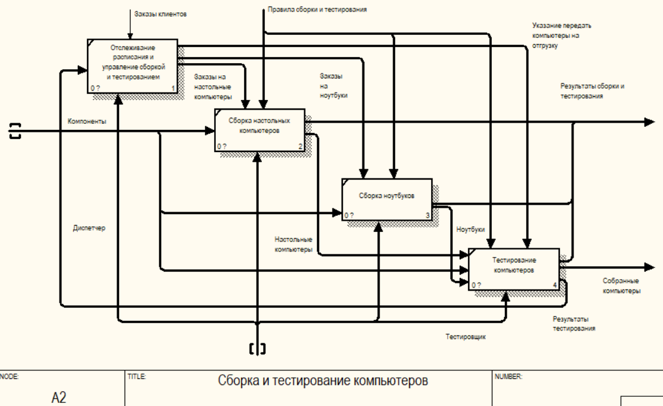 Заказы клиентов
Правила сборки и тестирования
Указание передать
компьютеры на
отгрузку
Отслеживание
расписания и
управление сборкой
и тестированием
0 ?
1
Заказы на
настольные
компьютеры
Заказы
на
ноутбуки
Результаты сборки и
тестирования
Компоненты
Сборка настольных
компьютеров
0 ?
2
Сборка ноутбуков
0 ?
3
Диспетчер
Настольные
компьютеры
Ноутбуки
Тестирование
компьютеров
0 ?
4
Собранные
компьютеры
Результаты
тестирования
Тестировщик
NODE:
TITLE:
NUMBER:
A2
Сборка и тестирование компьютеров